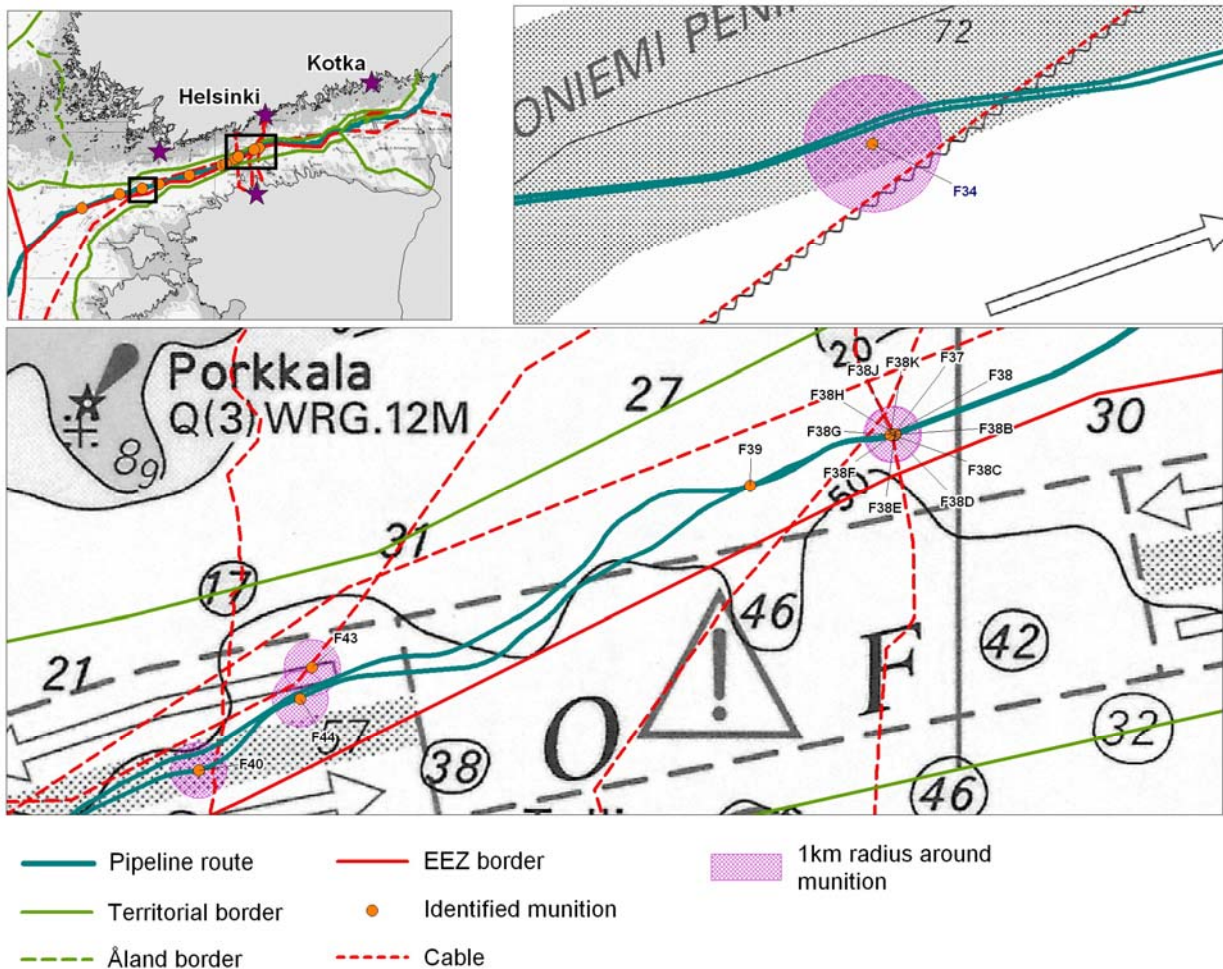 Kotka
Helsinki
ONIEMI PENI
72
F34
Porkkala
Q(3)WRG.12M
89
27
20
F38J
F38K
F37
F38
F38H
F38G
F38B
F38F
F38C
F38D
F38E
50
30
F39
31
17
21
F43
F44
F40
57
38
46
O
F
42
32
46
Pipeline route
EEZ border
1km radius around
munition
Territorial border
Identified munition
Åland border
Cable